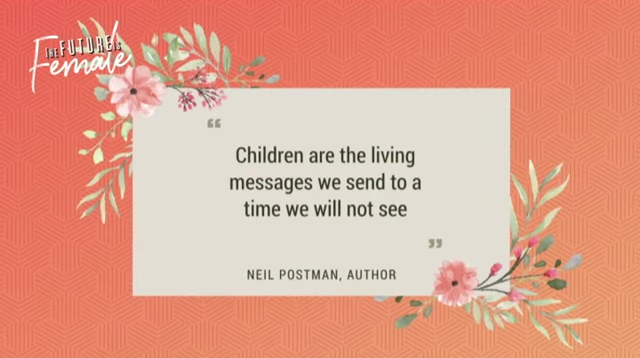 THE FUTURE IS
Female
“
Children are the living
messages we send to a
time we will not see
”
NEIL POSTMAN, AUTHOR